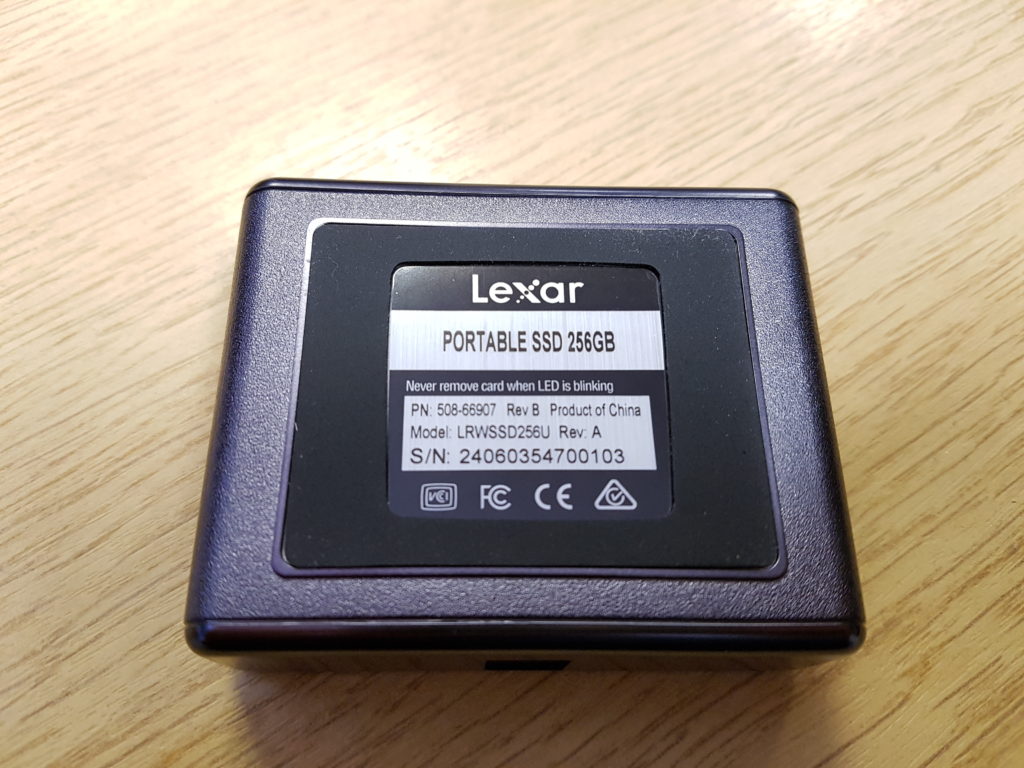 Lexar
PORTABLE SSD 256GB
Never remove card when LED is blinking
PN: 508-66907 Rev B Product of China
Model: LRWSSD256U Rev: A
S/N: 24060354700103
VCI FC CE